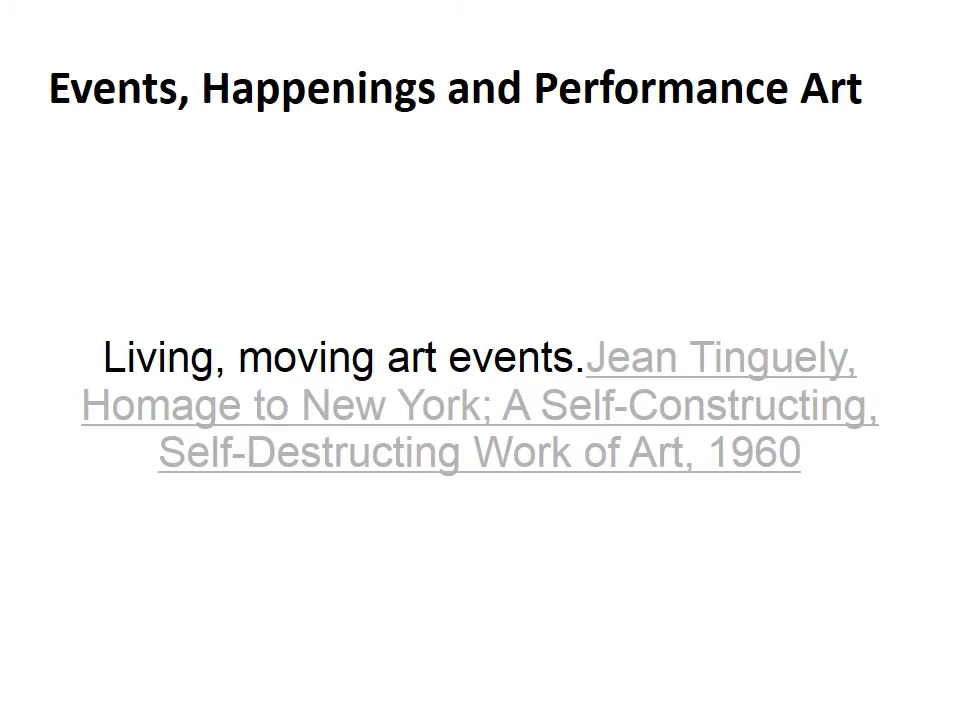 Events, Happenings and Performance Art
Living, moving art events.Jean Tinguely,
Homage to New York; A Self-Constructing,
Self-Destructing Work of Art, 1960